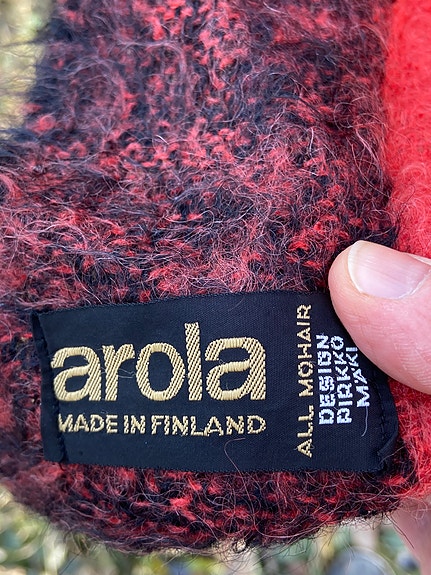 arola
MADE IN FINLAND
ALL MOHAIR
DESIGN
PIRKKO
MÄKI